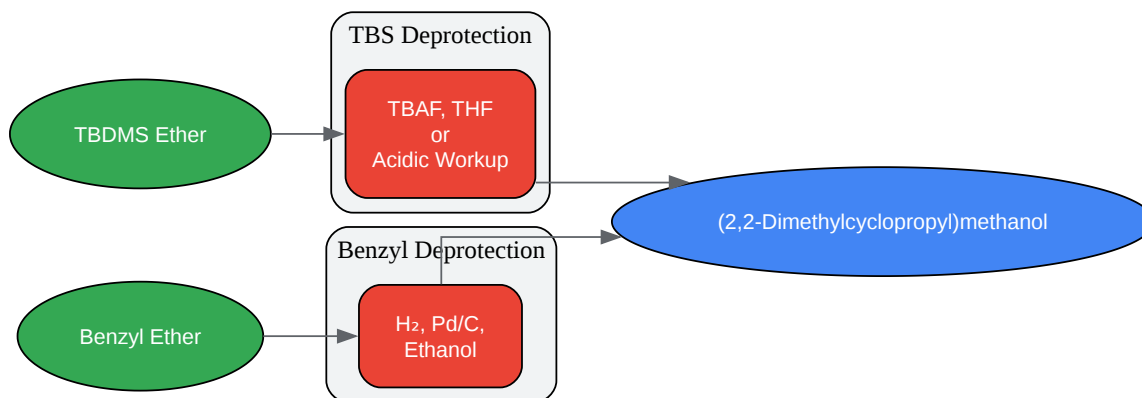 TBS Deprotection
TBDMS Ether
TBAF, THF
or
Acidic Workup
(2,2-Dimethylcyclopropyl)methanol
Benzyl Deprotection
Benzyl Ether
H₂, Pd/C,
Ethanol